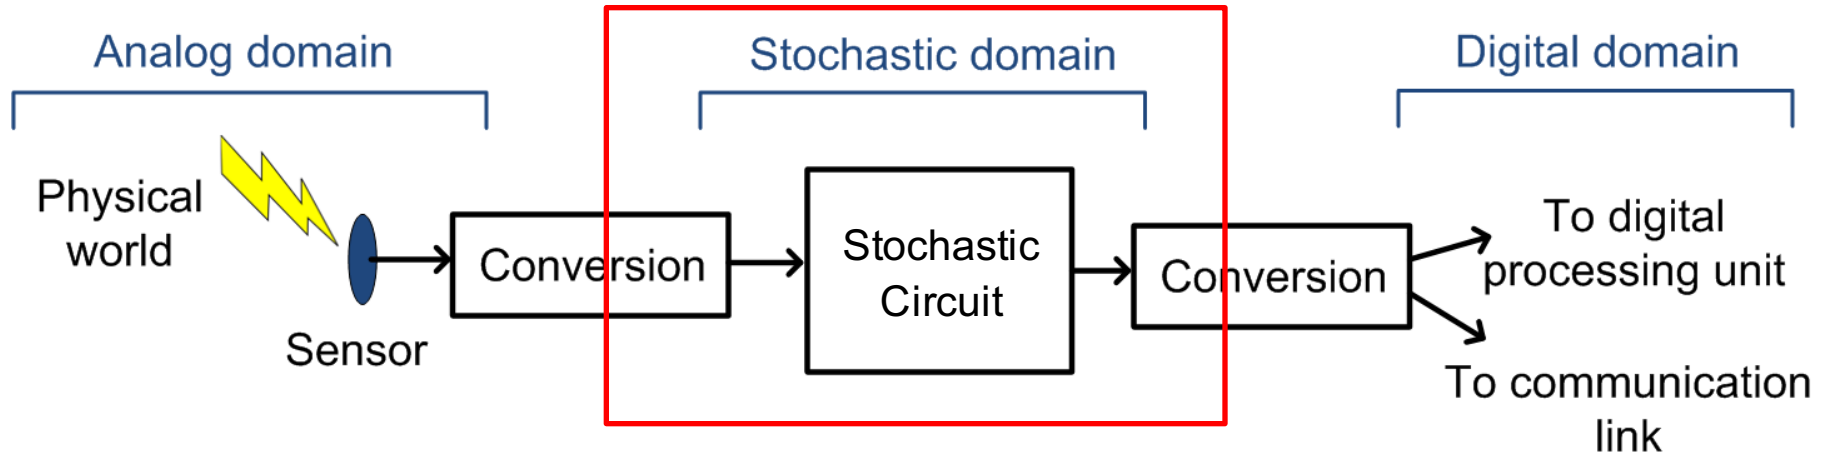 Analog domain
Stochastic domain
Digital domain
Physical
world
Sensor
Conversion
Stochastic
Circuit
Conversion
To digital
processing unit
To communication
link